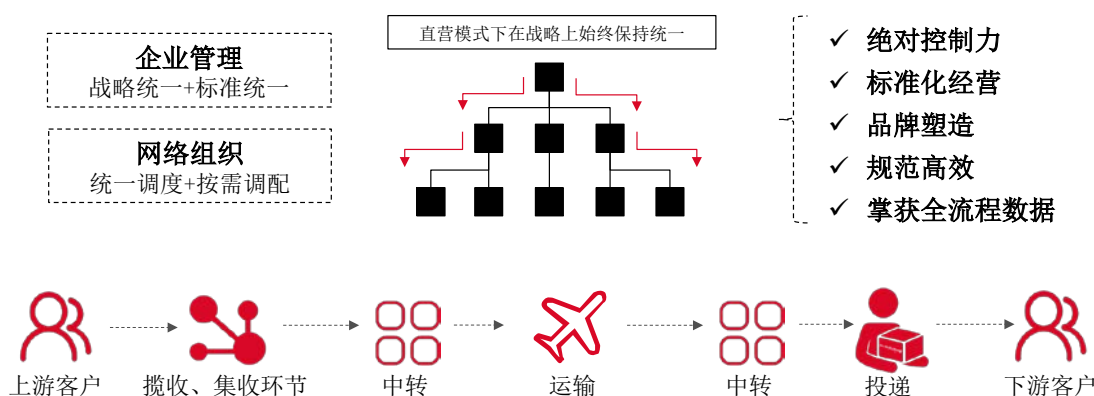 企业管理
战略统一+标准统一
网络组织
统一调度+按需调配
直营模式下在战略上始终保持统一
✓ 绝对控制力
✓ 标准化经营
✓ 品牌塑造
✓ 规范高效
✓ 掌获全流程数据
上游客户
揽收、集收环节
中转
运输
中转
投递
下游客户